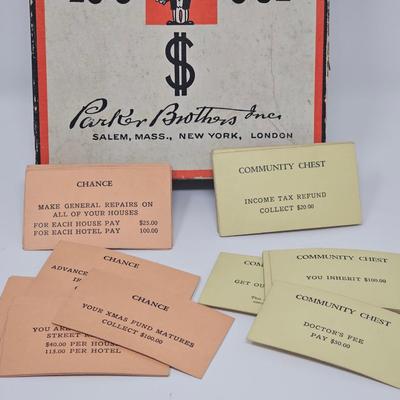 $
Parker Brothers Inc.
SALEM, MASS., NEW YORK, LONDON
CHANCE
MAKE GENERAL REPAIRS ON
ALL OF YOUR HOUSES
FOR EACH HOUSE PAY $25.00
FOR EACH HOTEL PAY 100.00
COMMUNITY CHEST
INCOME TAX REFUND
COLLECT $20.00
CHANCE
ADVANCE
IF
CHANCE
YOUR XMAS FUND MATURES
COLLECT $100.00
YOU ARE
STREET
$40.00 PER HOUSE
115.00 PER HOTEL
COMMUNITY
GET OU
This
COMMUNITY CHEST
YOU INHERIT $100.00
COMMUNITY CHEST
DOCTOR'S FEE
PAY $50.00